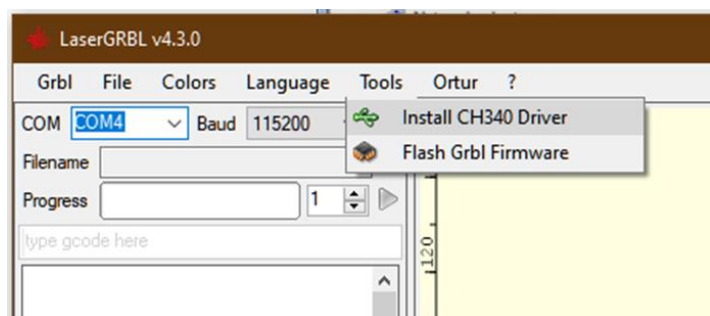 LaserGRBL v4.3.0
Grbl File Colors Language Tools Ortur ?
COM COM4 Baud 115200
Install CH340 Driver
Flash Grbl Firmware
Filename
Progress 1
type gcode here
120